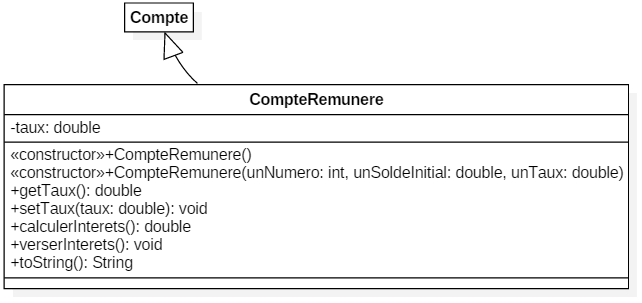 Compte
CompteRemunere
-taux: double
«constructor»+CompteRemunere()
«constructor»+CompteRemunere(unNumero: int, unSoldeInitial: double, unTaux: double)
+getTaux(): double
+setTaux(taux: double): void
+calculerInterets(): double
+verserInterets(): void
+toString(): String